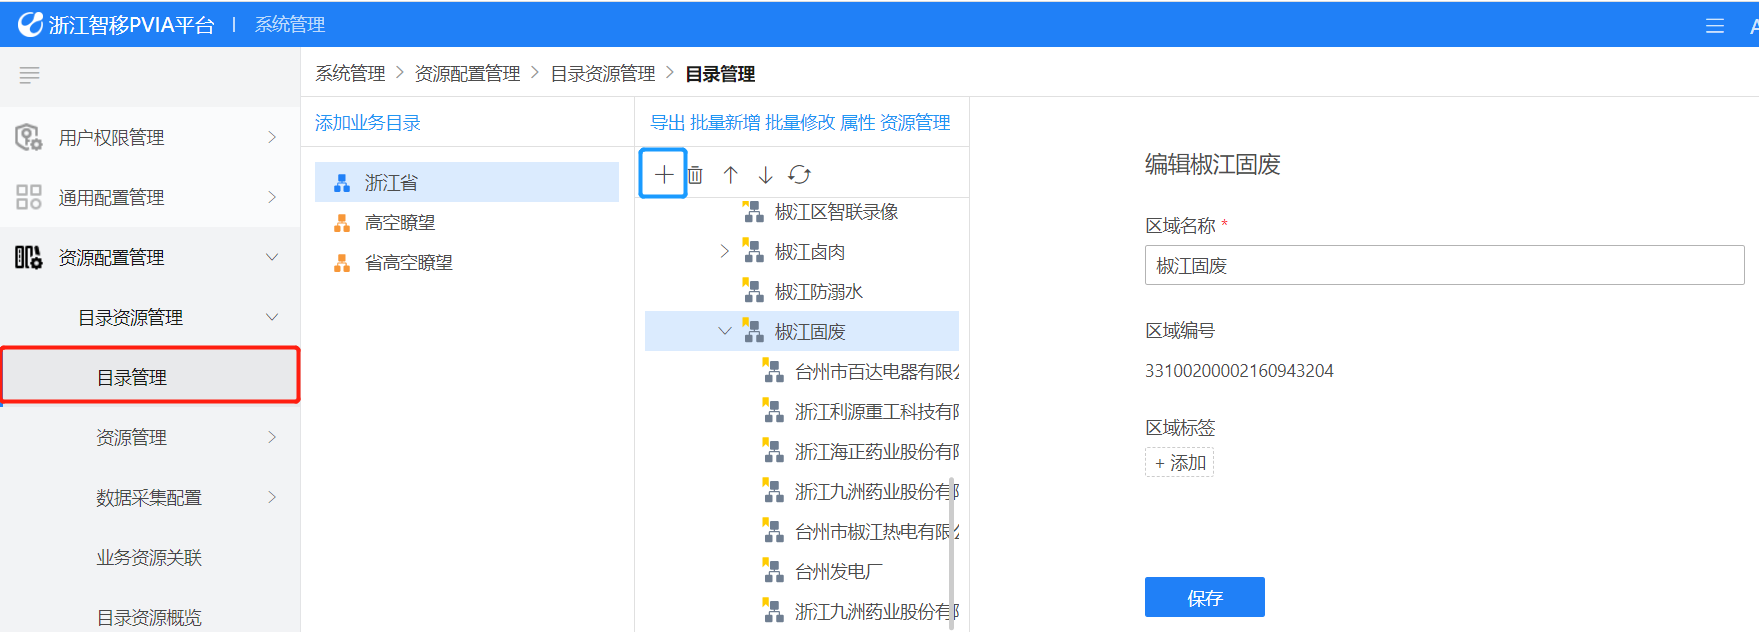 浙江智移PVIA平台 | 系统管理
系统管理 > 资源配置管理 > 目录资源管理 > 目录管理
用户权限管理
通用配置管理
资源配置管理
目录资源管理
目录管理
资源管理
数据采集配置
业务资源关联
目录资源概览
添加业务目录
浙江省
高空瞭望
省高空瞭望
导出 批量新增 批量修改 属性 资源管理
椒江区智联录像
椒江卤肉
椒江防溺水
椒江固废
台州市百达电器有限
浙江利源重工科技有
浙江海正药业股份有
浙江九洲药业股份有
台州市椒江热电有限
台州发电厂
浙江九洲药业股份有
编辑椒江固废
区域名称 *
椒江固废
区域编号
33100200002160943204
区域标签
+ 添加
保存